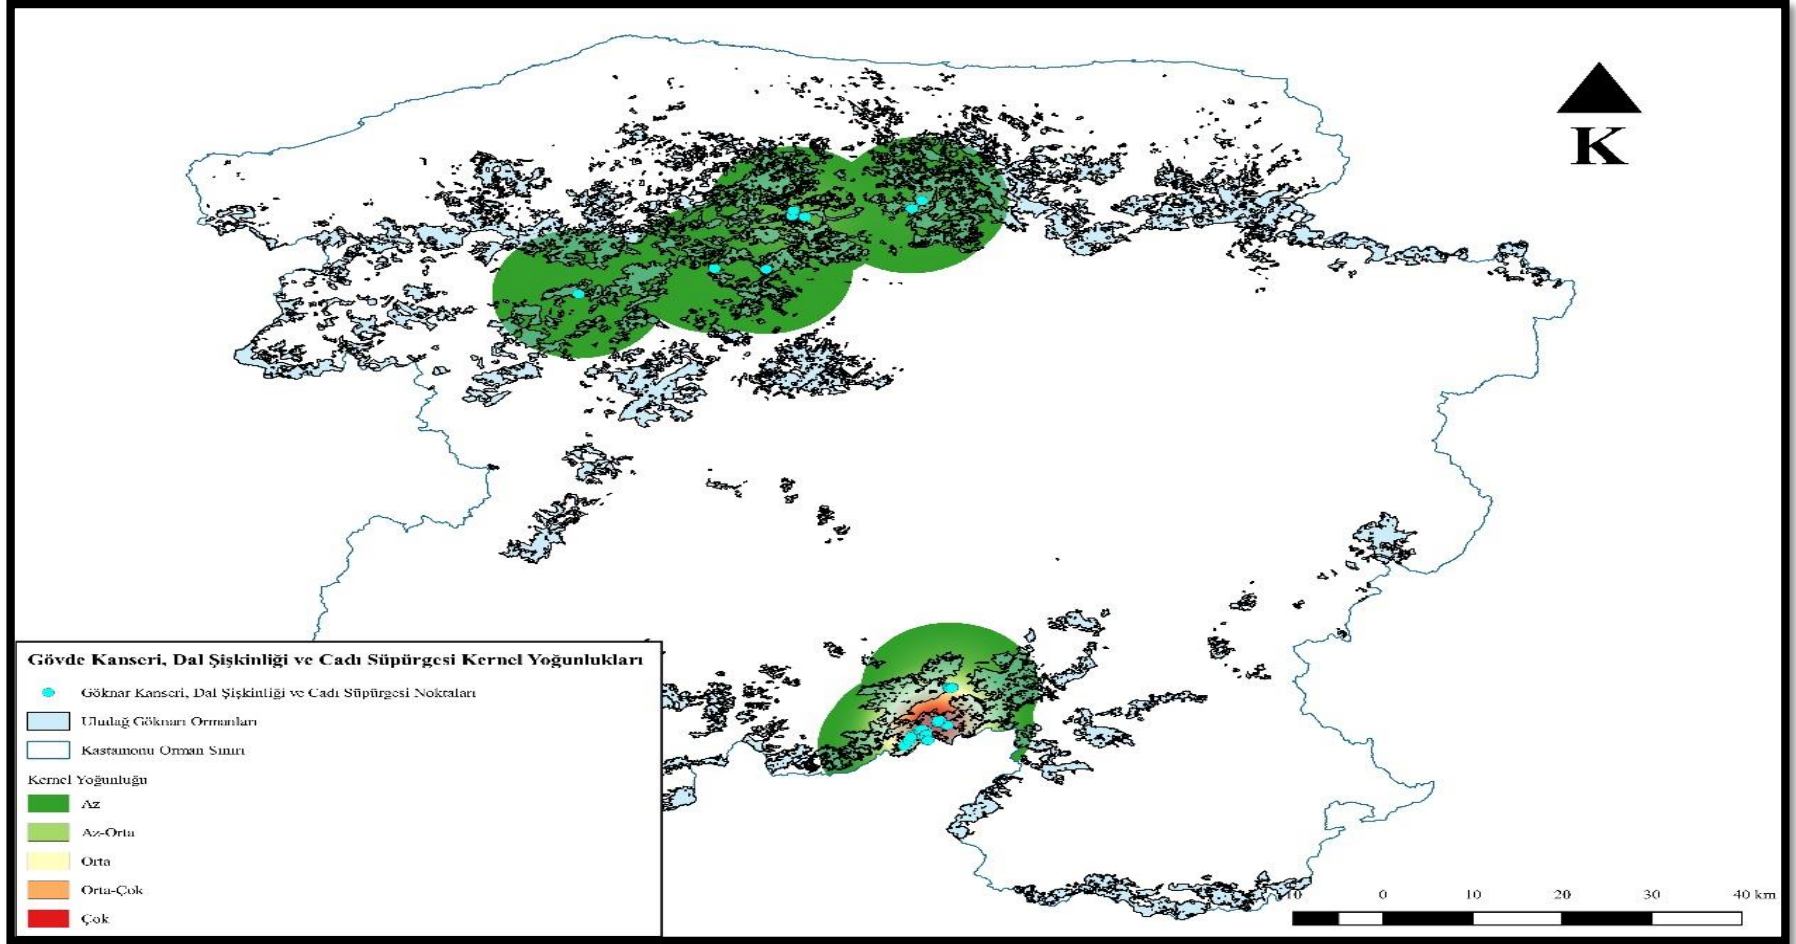 K
Gövde Kanseri, Dal Şişkinliği ve Cadı Süpürgesi Kernel Yoğunlukları
Göknar Kanseri, Dal Şişkinliği ve Cadı Süpürgesi Noktaları
Uludağ Göknarı Ormanları
Kastamonu Orman Sınırı
Kernel Yoğunluğu
Az
Az-Orta
Orta
Orta-Çok
Çok
10 0 10 20 30 40 km